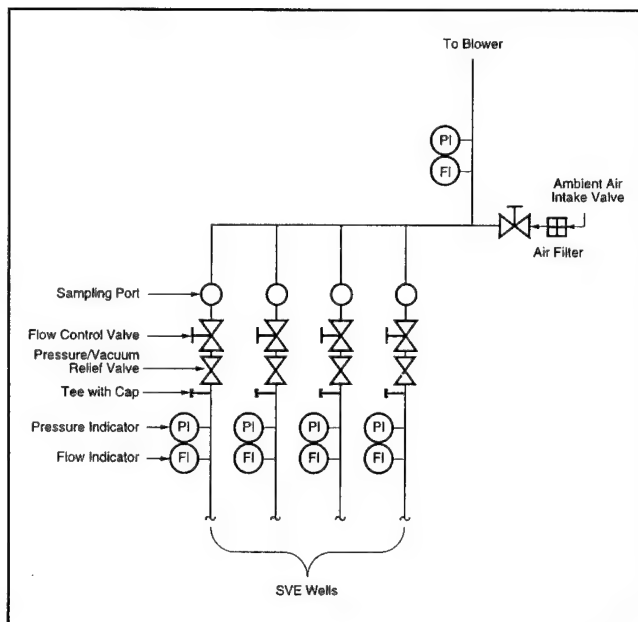 To Blower
PI
FI
Ambient Air
Intake Valve
Air Filter
Sampling Port
Flow Control Valve
Pressure/Vacuum
Relief Valve
Tee with Cap
Pressure Indicator
PI
PI
PI
PI
Flow Indicator
FI
FI
FI
FI
SVE Wells